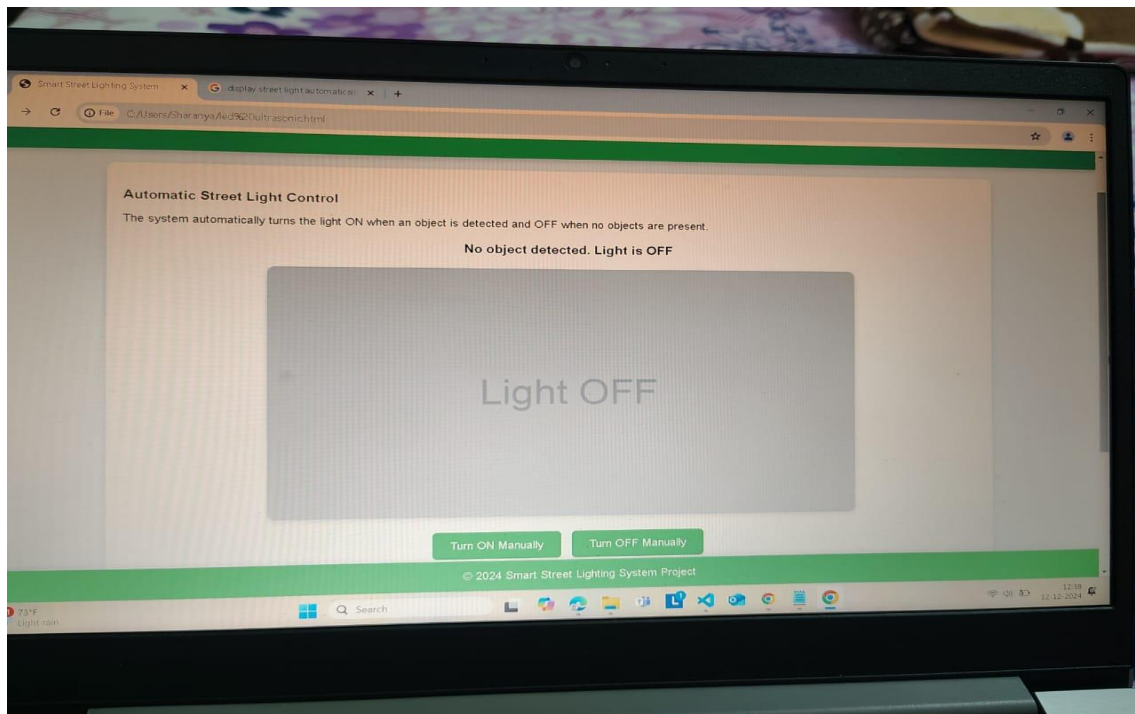 Smart Street Lighting System
display street light automatic s
File C:/Users/Sharanya/led%20ultrasonic.html
Automatic Street Light Control
The system automatically turns the light ON when an object is detected and OFF when no objects are present.
No object detected. Light is OFF
Light OFF
Turn ON Manually Turn OFF Manually
© 2024 Smart Street Lighting System Project
73°F
Light rain
Search
12:59
12-12-2024